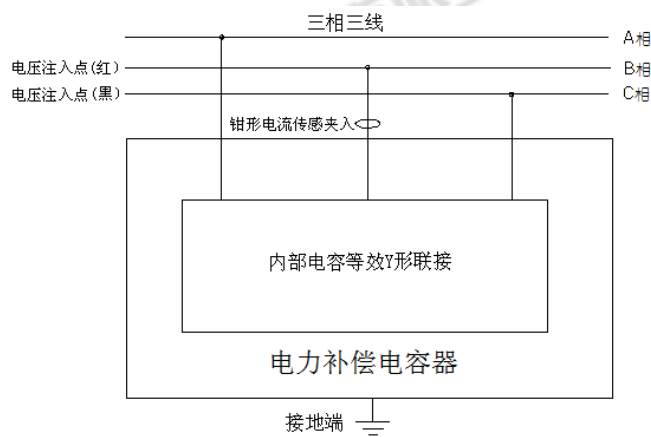 三相三线
A相
电压注入点(红)
B相
电压注入点(黑)
C相
钳形电流传感夹入
内部电容等效Y形联接
电力补偿电容器
接地端